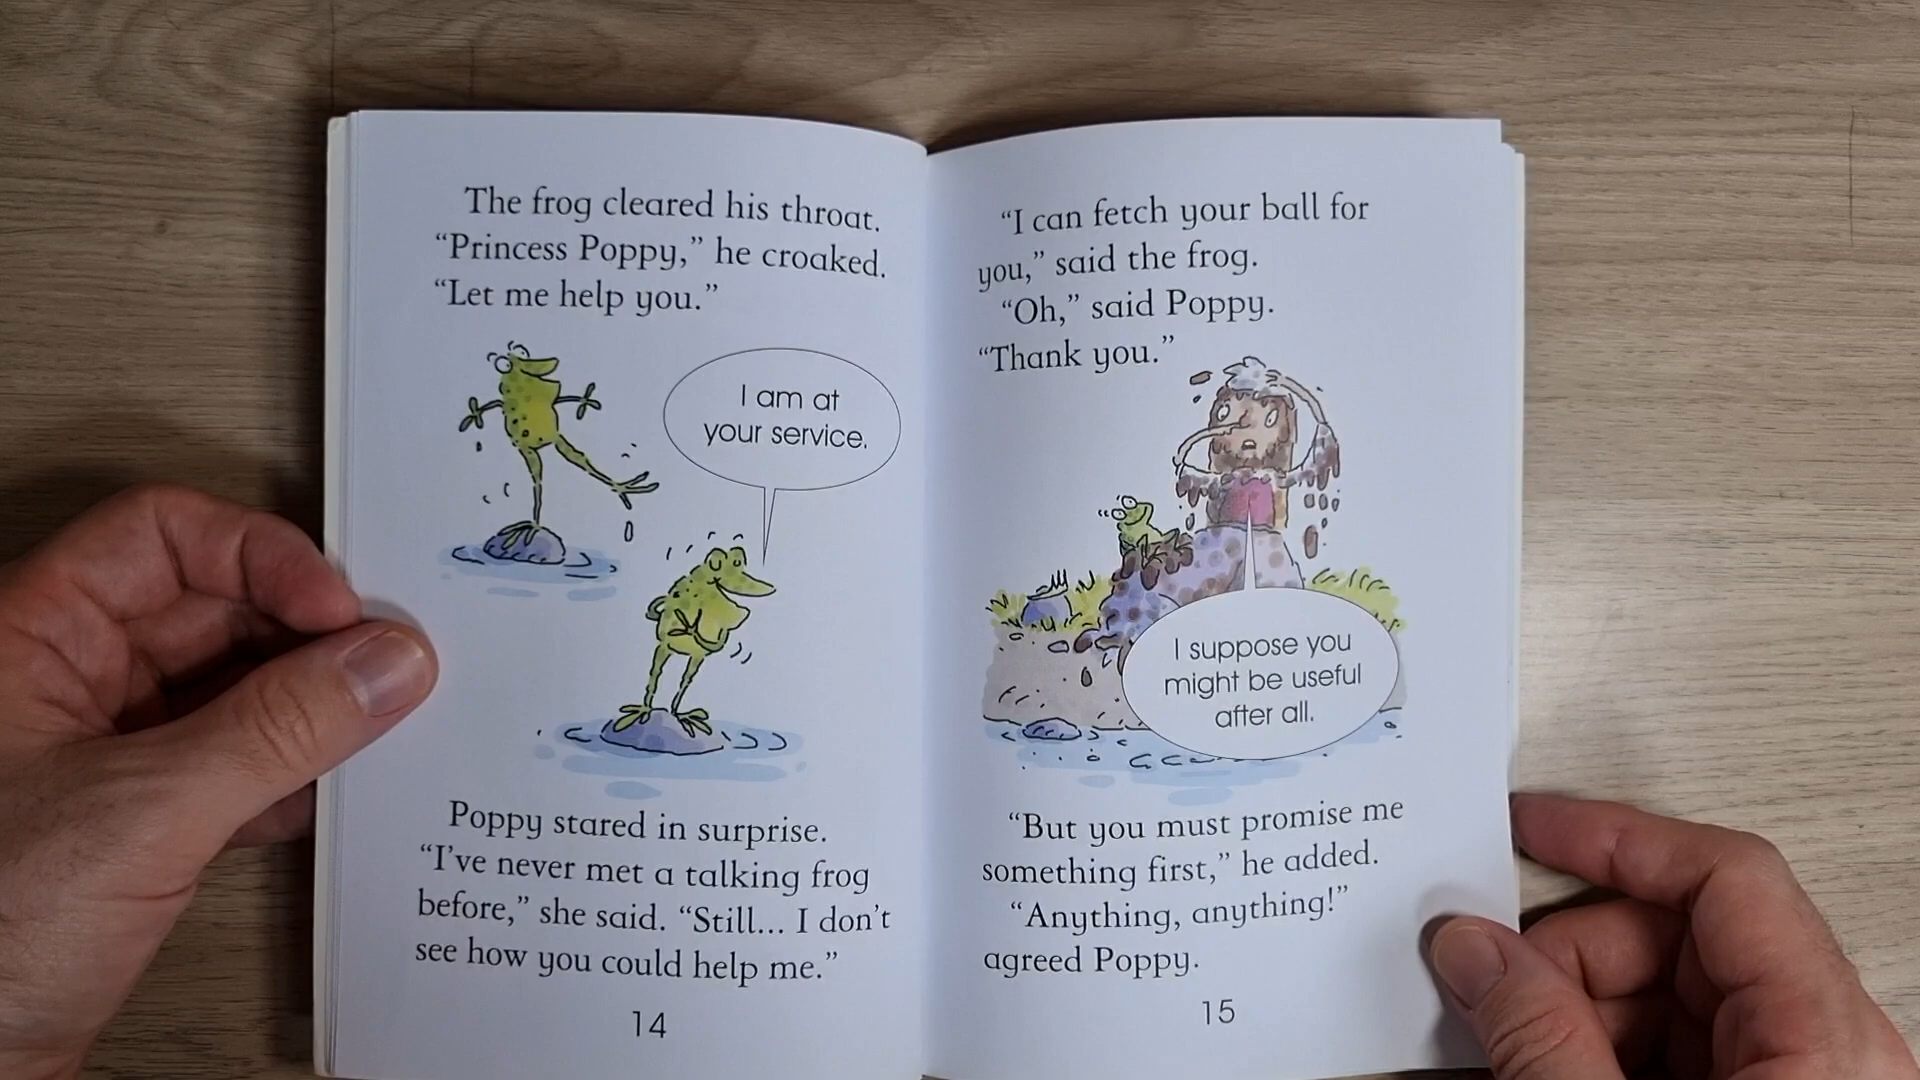 The frog cleared his throat.
“Princess Poppy,” he croaked.
“Let me help you.”
I am at
your service.
Poppy stared in surprise.
“I’ve never met a talking frog
before,” she said. “Still... I don’t
see how you could help me.”
14
“I can fetch your ball for
you,” said the frog.
“Oh,” said Poppy.
“Thank you.”
I suppose you
might be useful
after all.
“But you must promise me
something first,” he added.
“Anything, anything!”
agreed Poppy.
15